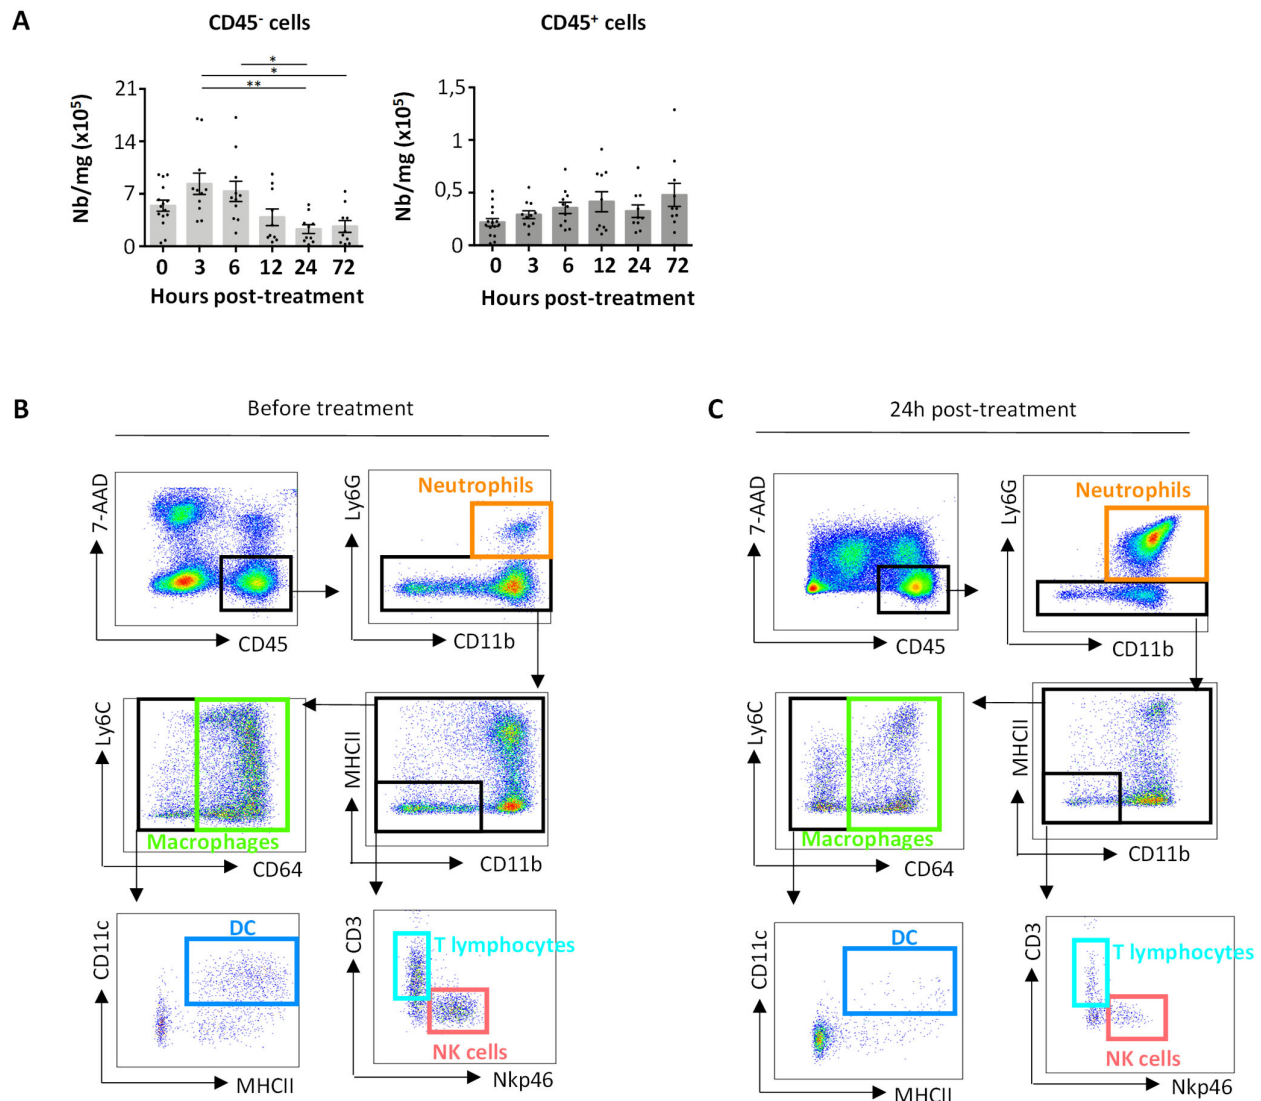 A
CD45⁻ cells
CD45⁺ cells
*
*
**
Nb/mg (x10⁵)
21
14
7
0
0 3 6 12 24 72
Hours post-treatment
Nb/mg (x10⁵)
1,5
1
0,5
0
0 3 6 12 24 72
Hours post-treatment
B
Before treatment
7-AAD
CD45
Ly6G
Neutrophils
CD11b
Ly6C
Macrophages
CD64
MHCII
CD11b
CD11c
DC
MHCII
CD3
T lymphocytes
NK cells
Nkp46
C
24h post-treatment
7-AAD
CD45
Ly6G
Neutrophils
CD11b
Ly6C
Macrophages
CD64
MHCII
CD11b
CD11c
DC
MHCII
CD3
T lymphocytes
NK cells
Nkp46